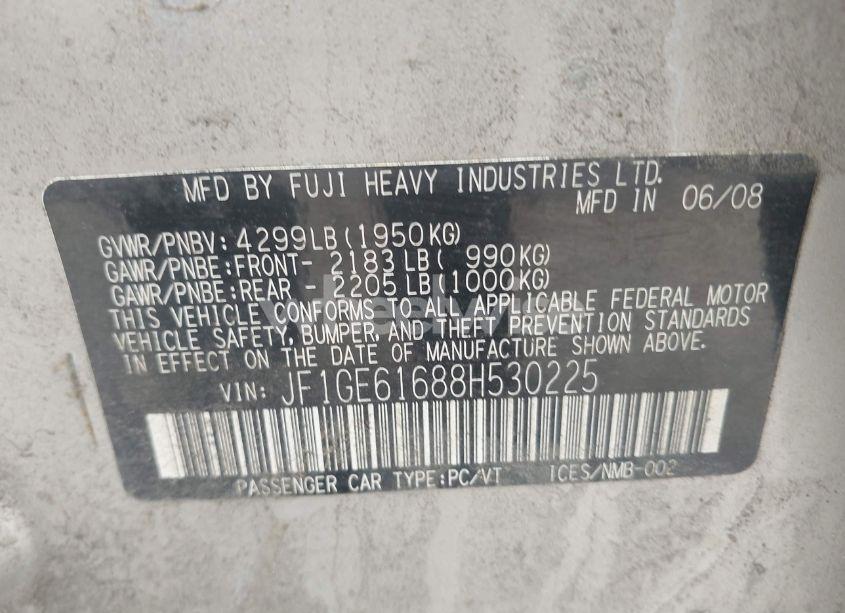 MFD BY FUJI HEAVY INDUSTRIES LTD.
MFD IN 06/08
GVWR/PNBV: 4299LB(1950KG)
GAWR/PNBE:FRONT- 2183LB( 990KG)
GAWR/PNBE:REAR - 2205LB(1000KG)
THIS VEHICLE CONFORMS TO ALL APPLICABLE FEDERAL MOTOR
VEHICLE SAFETY, BUMPER, AND THEFT PREVENTION STANDARDS
IN EFFECT ON THE DATE OF MANUFACTURE SHOWN ABOVE.
VIN: JF1GE61688H530225
PASSENGER CAR TYPE:PC/VT ICES/NMB-002